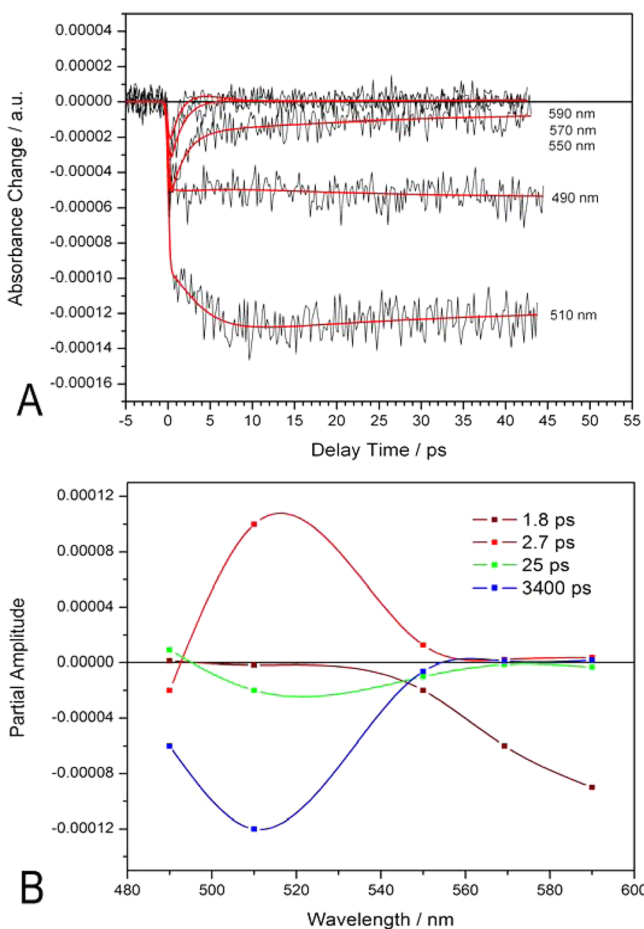 0.00004
0.00002
0.00000
-0.00002
-0.00004
-0.00006
-0.00008
-0.00010
-0.00012
-0.00014
-0.00016
Absorbance Change / a.u.
590 nm
570 nm
550 nm
490 nm
510 nm
-5 0 5 10 15 20 25 30 35 40 45 50 55
Delay Time / ps
A
0.00012
0.00008
0.00004
0.00000
-0.00004
-0.00008
-0.00012
Partial Amplitude
1.8 ps
2.7 ps
25 ps
3400 ps
480 500 520 540 560 580 600
Wavelength / nm
B